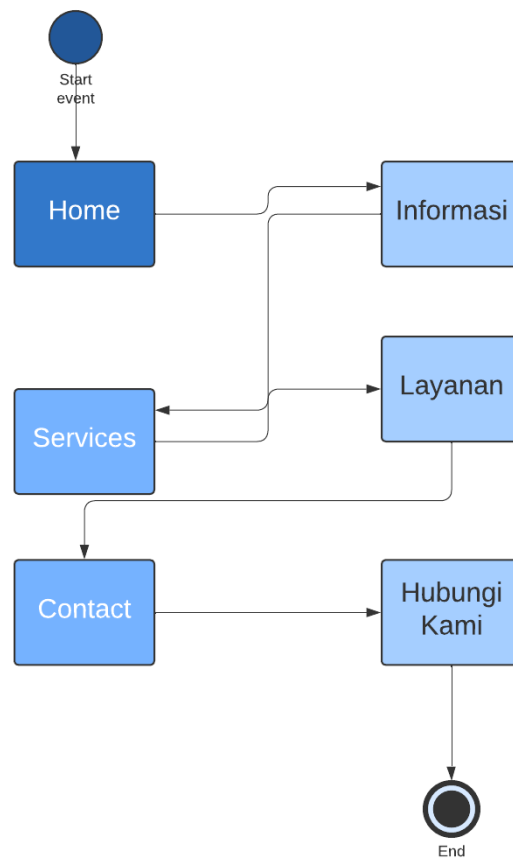 Start
event
Home
Informasi
Services
Layanan
Contact
Hubungi
Kami
End